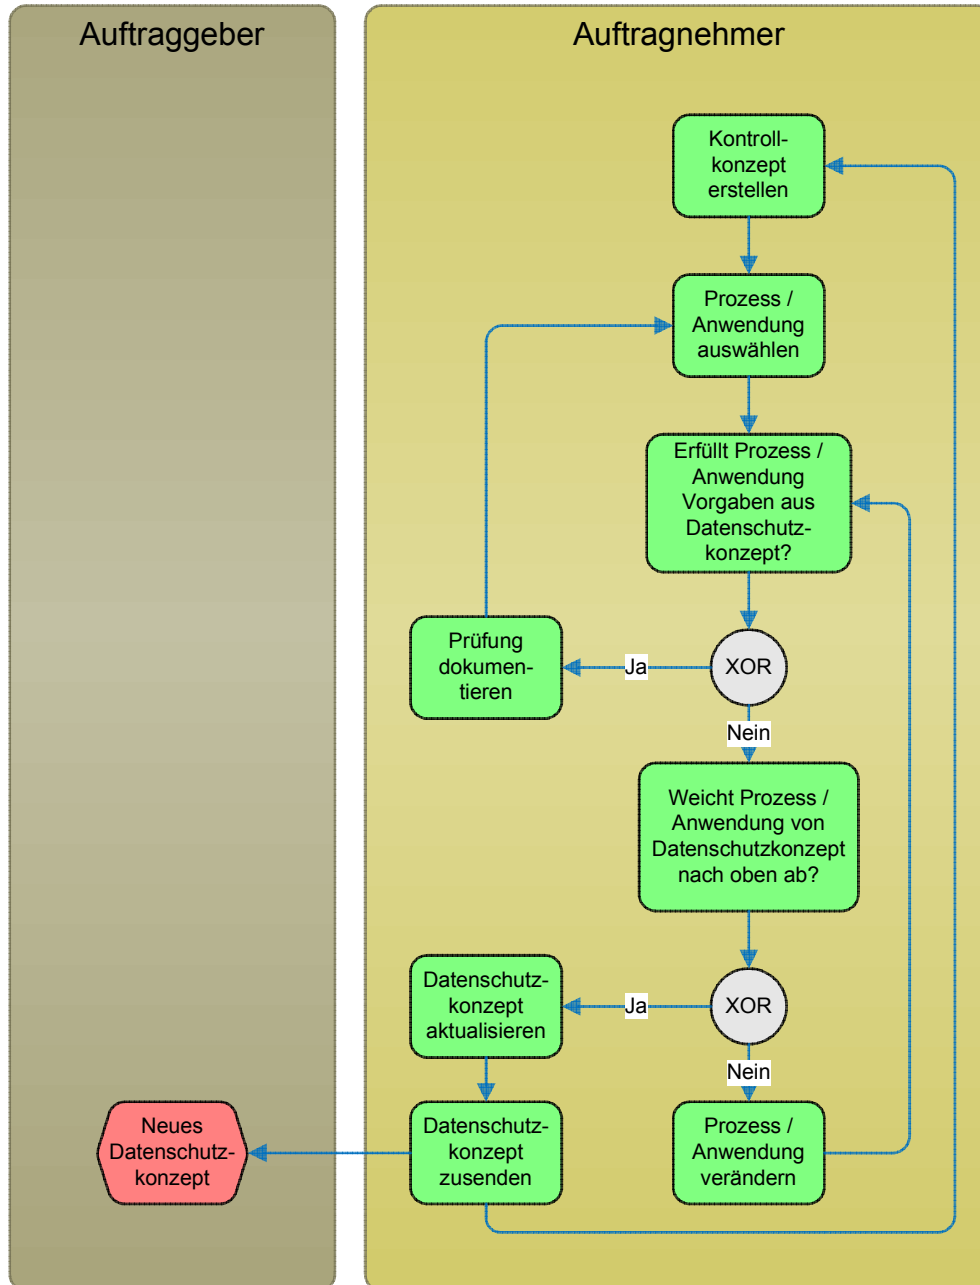 Auftraggeber
Auftragnehmer
Kontroll-
konzept
erstellen
Prozess /
Anwendung
auswählen
Erfüllt Prozess /
Anwendung
Vorgaben aus
Datenschutz-
konzept?
Prüfung
dokumen-
tieren
Ja
XOR
Nein
Weicht Prozess /
Anwendung von
Datenschutzkonzept
nach oben ab?
Datenschutz-
konzept
aktualisieren
Ja
XOR
Nein
Neues
Datenschutz-
konzept
Datenschutz-
konzept
zusenden
Prozess /
Anwendung
verändern